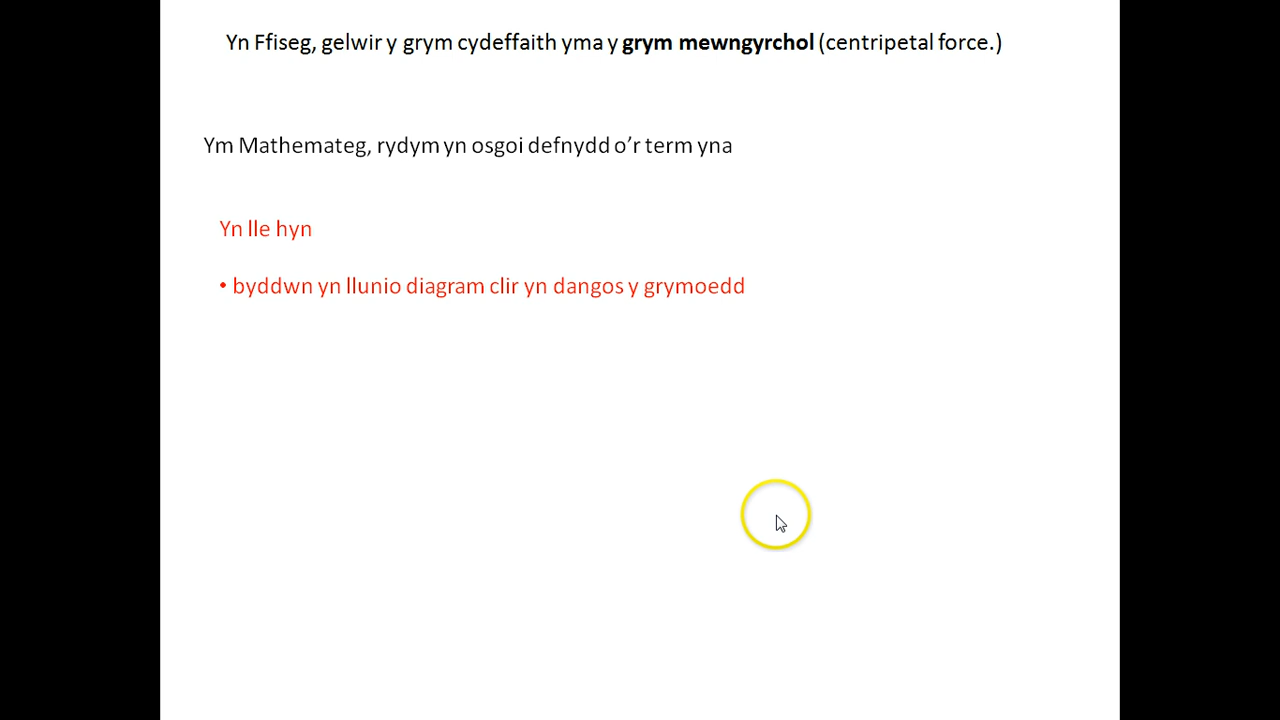 Yn Ffiseg, gelwir y grym cydeffaith yma y grym mewngyrchol (centripetal force.)
Ym Mathemateg, rydym yn osgoi defnydd o’r term yna
Yn lle hyn
• byddwn yn llunio diagram clir yn dangos y grymoedd